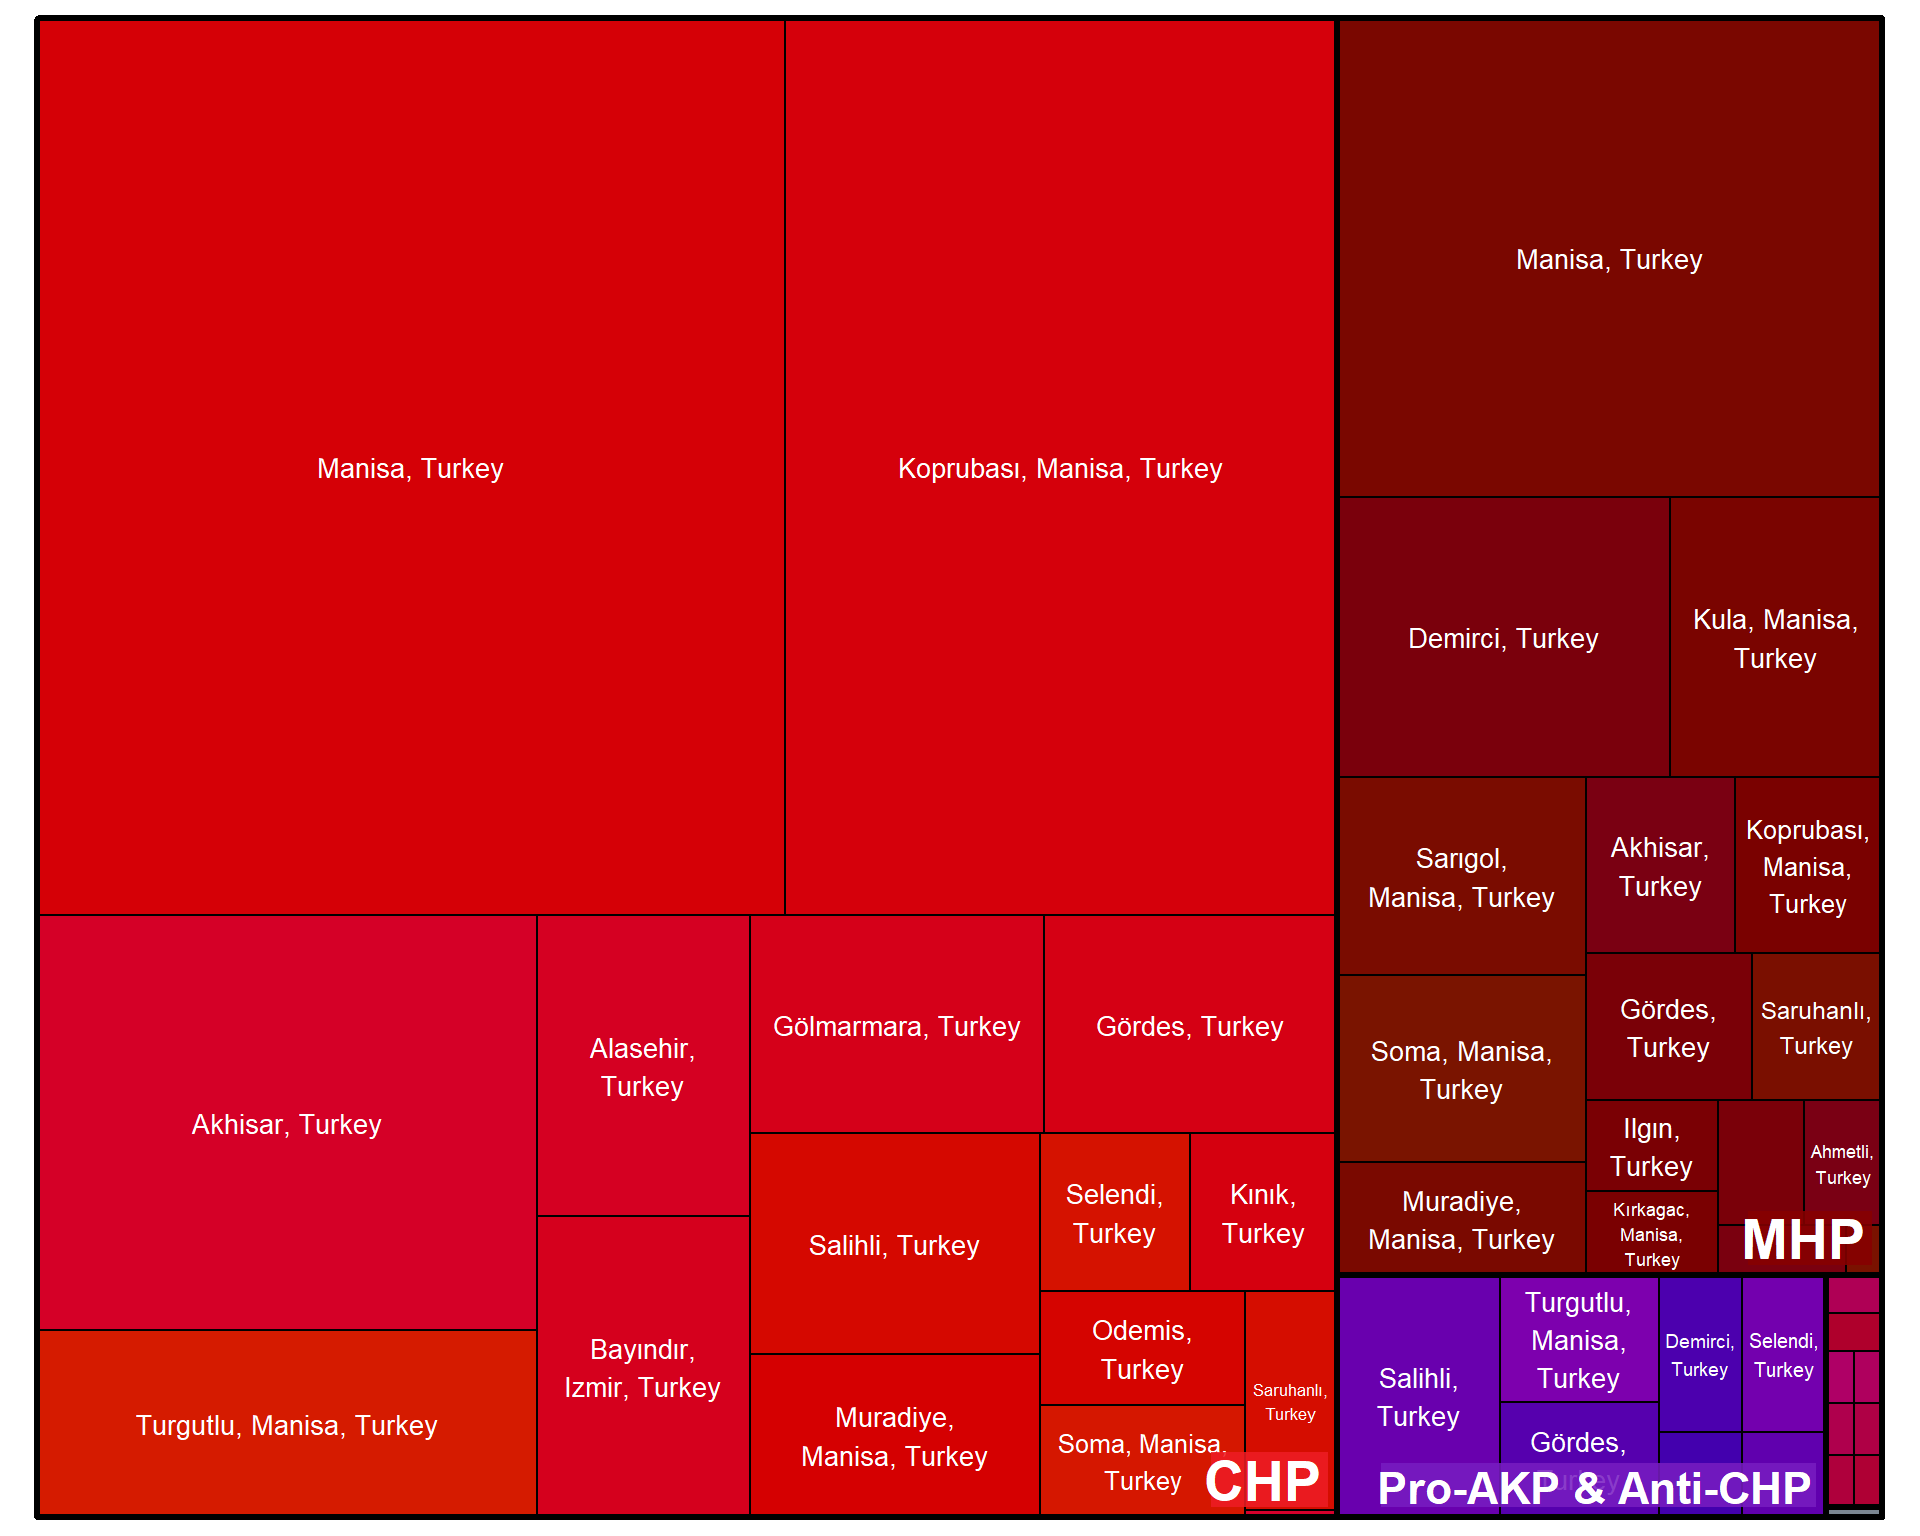 Manisa, Turkey
Koprubası, Manisa, Turkey
Akhisar, Turkey
Turgutlu, Manisa, Turkey
Alasehir,
Turkey
Bayındır,
Izmir, Turkey
Gölmarmara, Turkey
Gördes, Turkey
Salihli, Turkey
Muradiye,
Manisa, Turkey
Selendi,
Turkey
Kınık,
Turkey
Odemis,
Turkey
Soma, Manisa,
Turkey
Saruhanlı,
Turkey
CHP
Manisa, Turkey
Demirci, Turkey
Kula, Manisa,
Turkey
Sarıgol,
Manisa, Turkey
Soma, Manisa,
Turkey
Muradiye,
Manisa, Turkey
Akhisar,
Turkey
Koprubası,
Manisa,
Turkey
Gördes,
Turkey
Saruhanlı,
Turkey
Ilgın,
Turkey
Kırkagac,
Manisa,
Turkey
Ahmetli,
Turkey
MHP
Salihli,
Turkey
Turgutlu,
Manisa,
Turkey
Gördes,
Demirci,
Turkey
Selendi,
Turkey
Pro-AKP & Anti-CHP